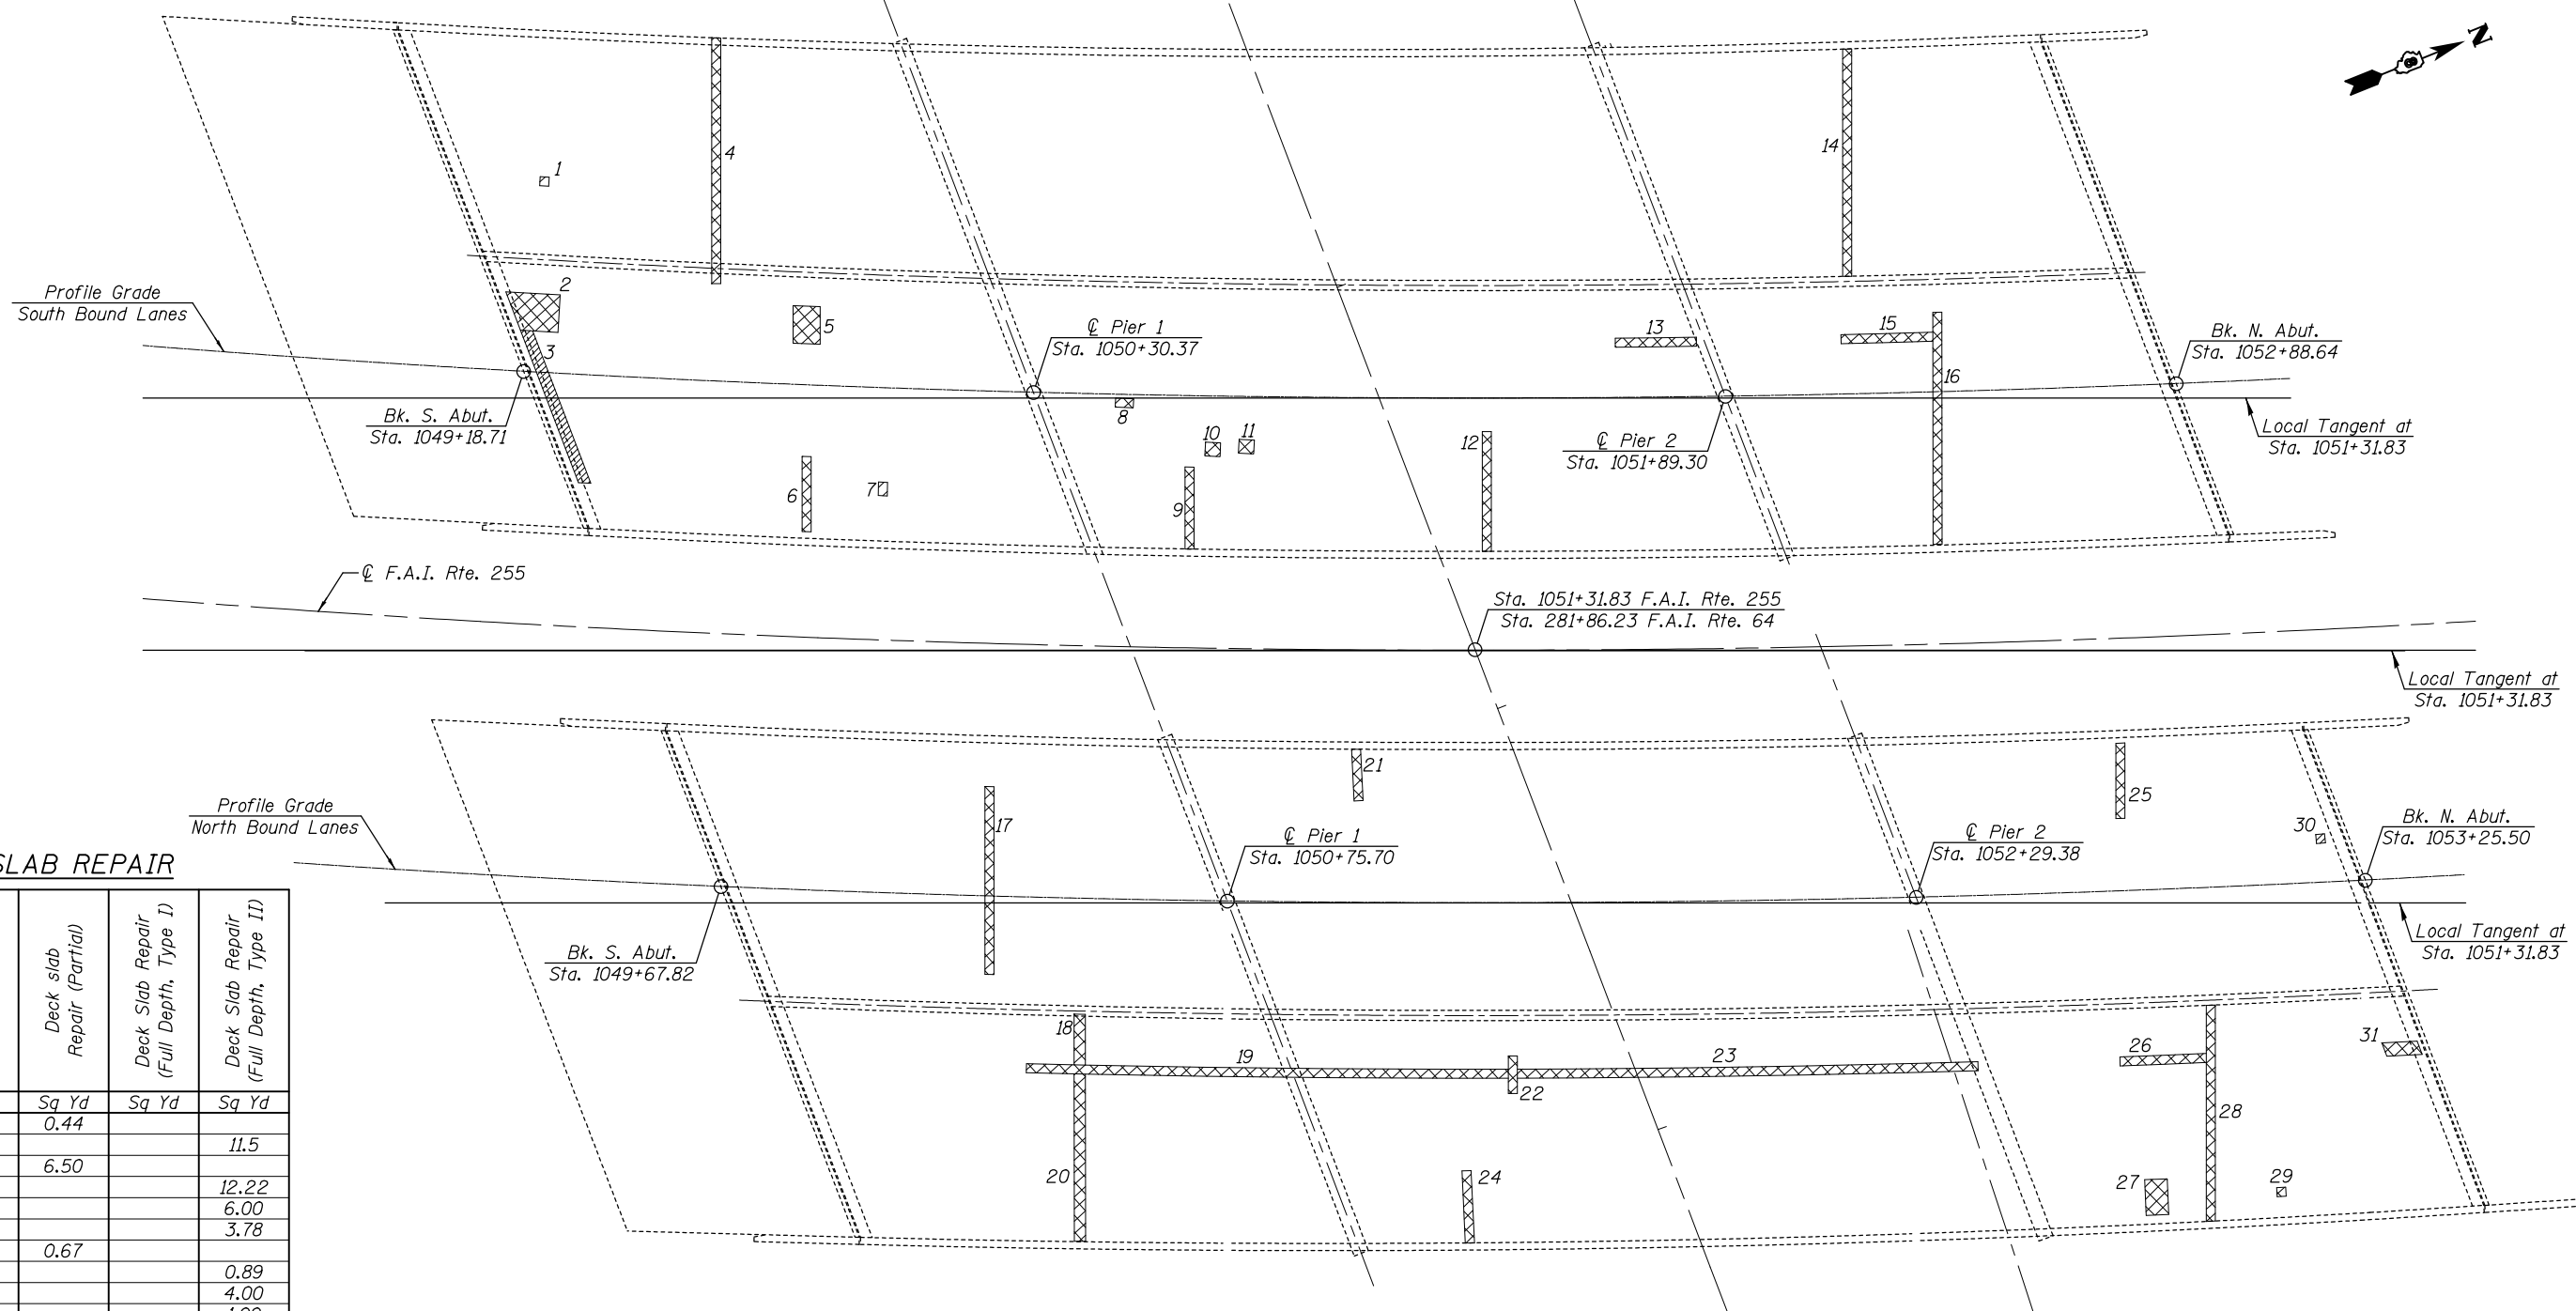 N
1
4
14
2
3
5
Profile Grade
South Bound Lanes
℄ Pier 1
Sta. 1050+30.37
13
15
16
Bk. N. Abut.
Sta. 1052+88.64
Bk. S. Abut.
Sta. 1049+18.71
8
10
11
12
℄ Pier 2
Sta. 1051+89.30
Local Tangent at
Sta. 1051+31.83
6
7
9
℄ F.A.I. Rte. 255
Sta. 1051+31.83 F.A.I. Rte. 255
Sta. 281+86.23 F.A.I. Rte. 64
Local Tangent at
Sta. 1051+31.83
21
25
17
30
Profile Grade
North Bound Lanes
℄ Pier 1
Sta. 1050+75.70
℄ Pier 2
Sta. 1052+29.38
Bk. N. Abut.
Sta. 1053+25.50
Bk. S. Abut.
Sta. 1049+67.82
Local Tangent at
Sta. 1051+31.83
18
19
23
22
26
31
28
20
24
27
29
SLAB REPAIR
Deck slab
Repair (Partial)
Deck Slab Repair
(Full Depth, Type I)
Deck Slab Repair
(Full Depth, Type II)
Sq Yd Sq Yd Sq Yd
0.44
11.5
6.50
12.22
6.00
3.78
0.67
0.89
4.00